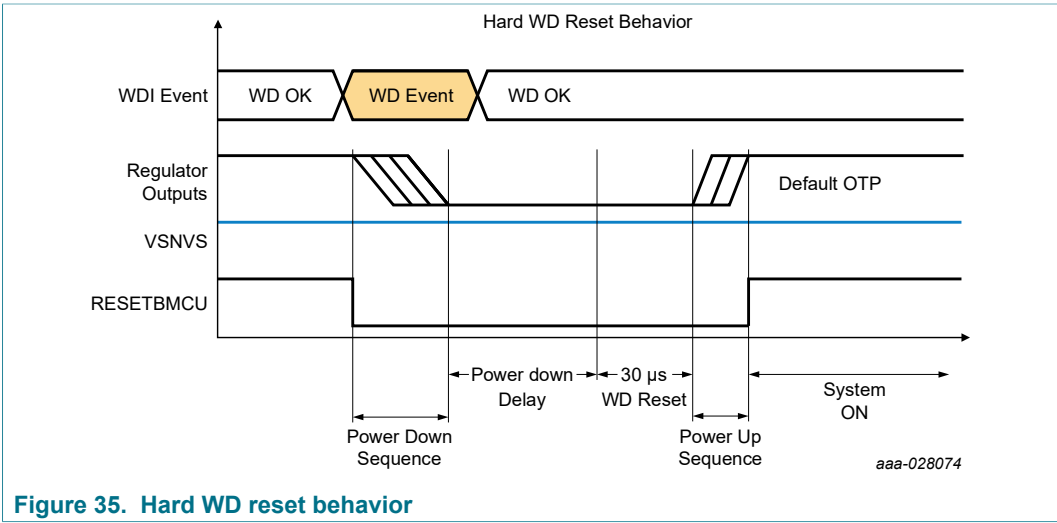 Hard WD Reset Behavior
WDI Event
WD OK
WD Event
WD OK
Regulator
Outputs
Default OTP
VSNVS
RESETBMCU
Power down
Delay
30 µs
WD Reset
System
ON
Power Down
Sequence
Power Up
Sequence
aaa-028074
Figure 35. Hard WD reset behavior